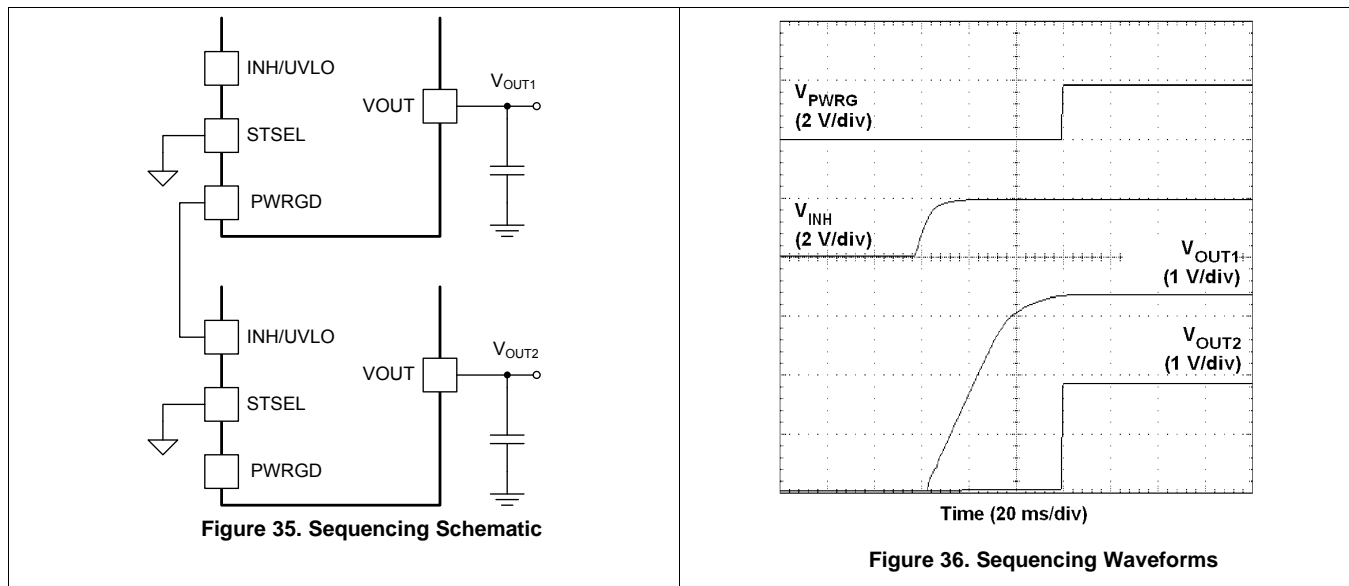 INH/UVLO
STSEL
PWRGD
VOUT
VOUT1
INH/UVLO
STSEL
PWRGD
VOUT
VOUT2
Figure 35. Sequencing Schematic
VPWRG
(2 V/div)
VINH
(2 V/div)
VOUT1
(1 V/div)
VOUT2
(1 V/div)
Time (20 ms/div)
Figure 36. Sequencing Waveforms